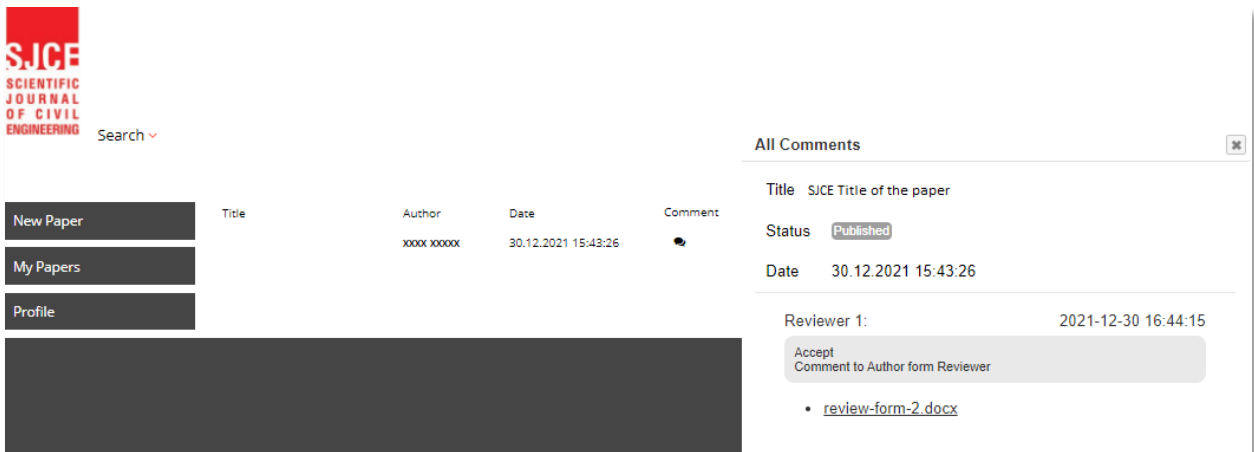 SJCE
SCIENTIFIC
JOURNAL
OF CIVIL
ENGINEERING
Search
New Paper
My Papers
Profile
Title Author Date Comment
xxxx xxxxx 30.12.2021 15:43:26
All Comments
Title SJCE Title of the paper
Status Published
Date 30.12.2021 15:43:26
Reviewer 1: 2021-12-30 16:44:15
Accept
Comment to Author form Reviewer
• review-form-2.docx